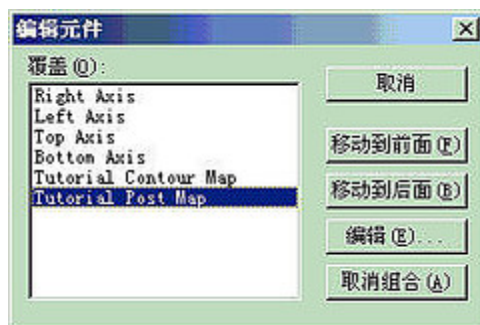 编辑元件
覆盖(O):
Right Axis
Left Axis
Top Axis
Bottom Axis
Tutorial Contour Map
Tutorial Post Map
取消
移动到前面(F)
移动到后面(B)
编辑(E)...
取消组合(A)